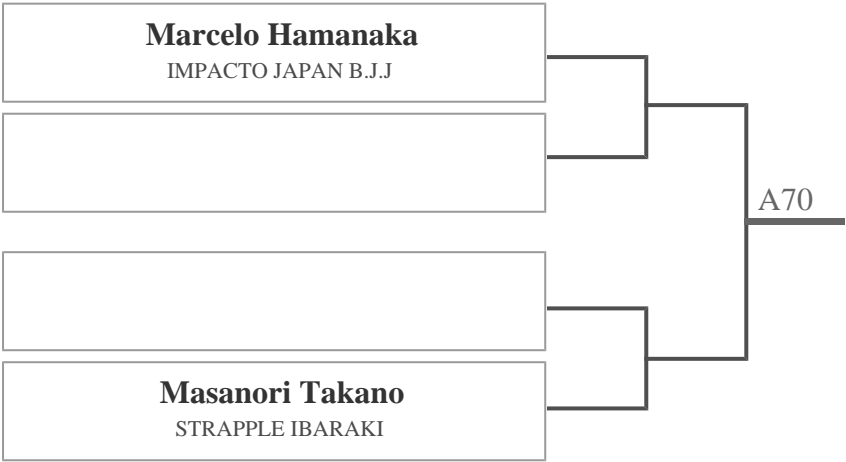 Marcelo Hamanaka
IMPACTO JAPAN B.J.J
A70
Masanori Takano
STRAPPLE IBARAKI